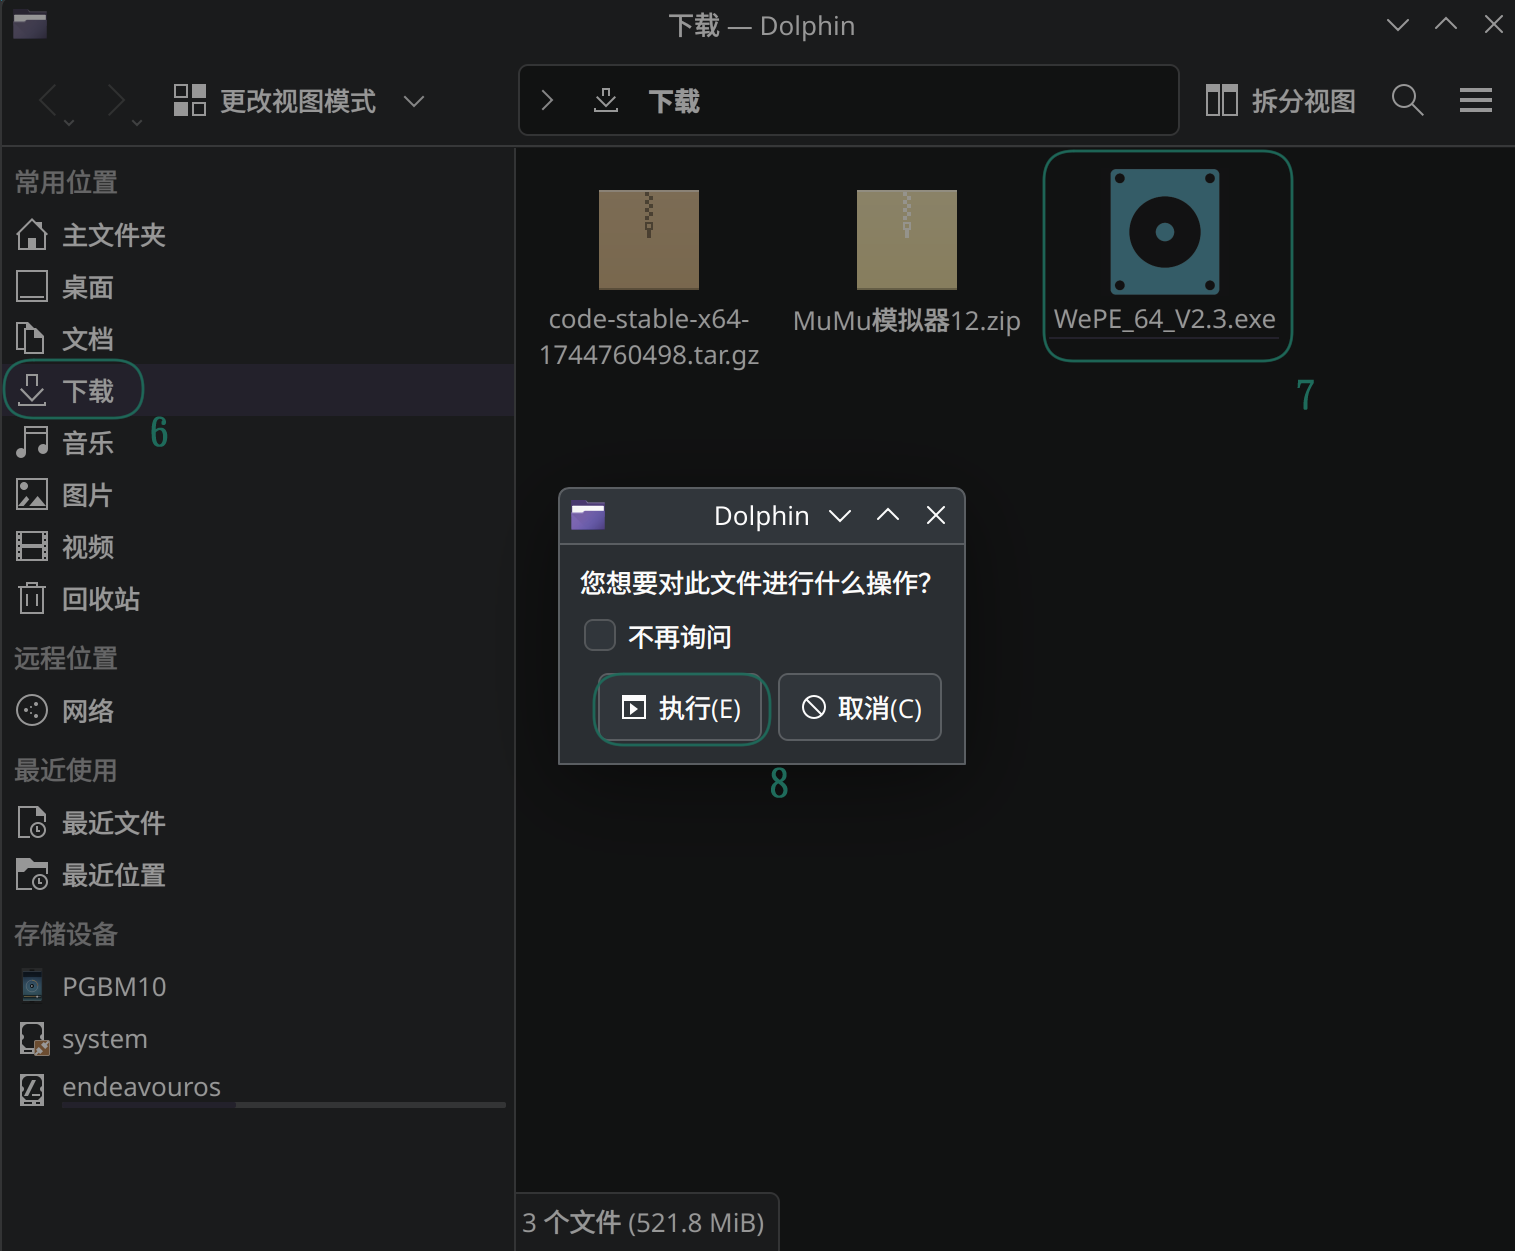 下载 — Dolphin
更改视图模式
下载
拆分视图
常用位置
主文件夹
桌面
文档
下载
6
音乐
图片
视频
回收站
远程位置
网络
最近使用
最近文件
最近位置
存储设备
PGBM10
system
endeavouros
code-stable-x64-
1744760498.tar.gz
MuMu模拟器12.zip
WePE_64_V2.3.exe
7
Dolphin
您想要对此文件进行什么操作?
不再询问
执行(E)
取消(C)
8
3 个文件 (521.8 MiB)